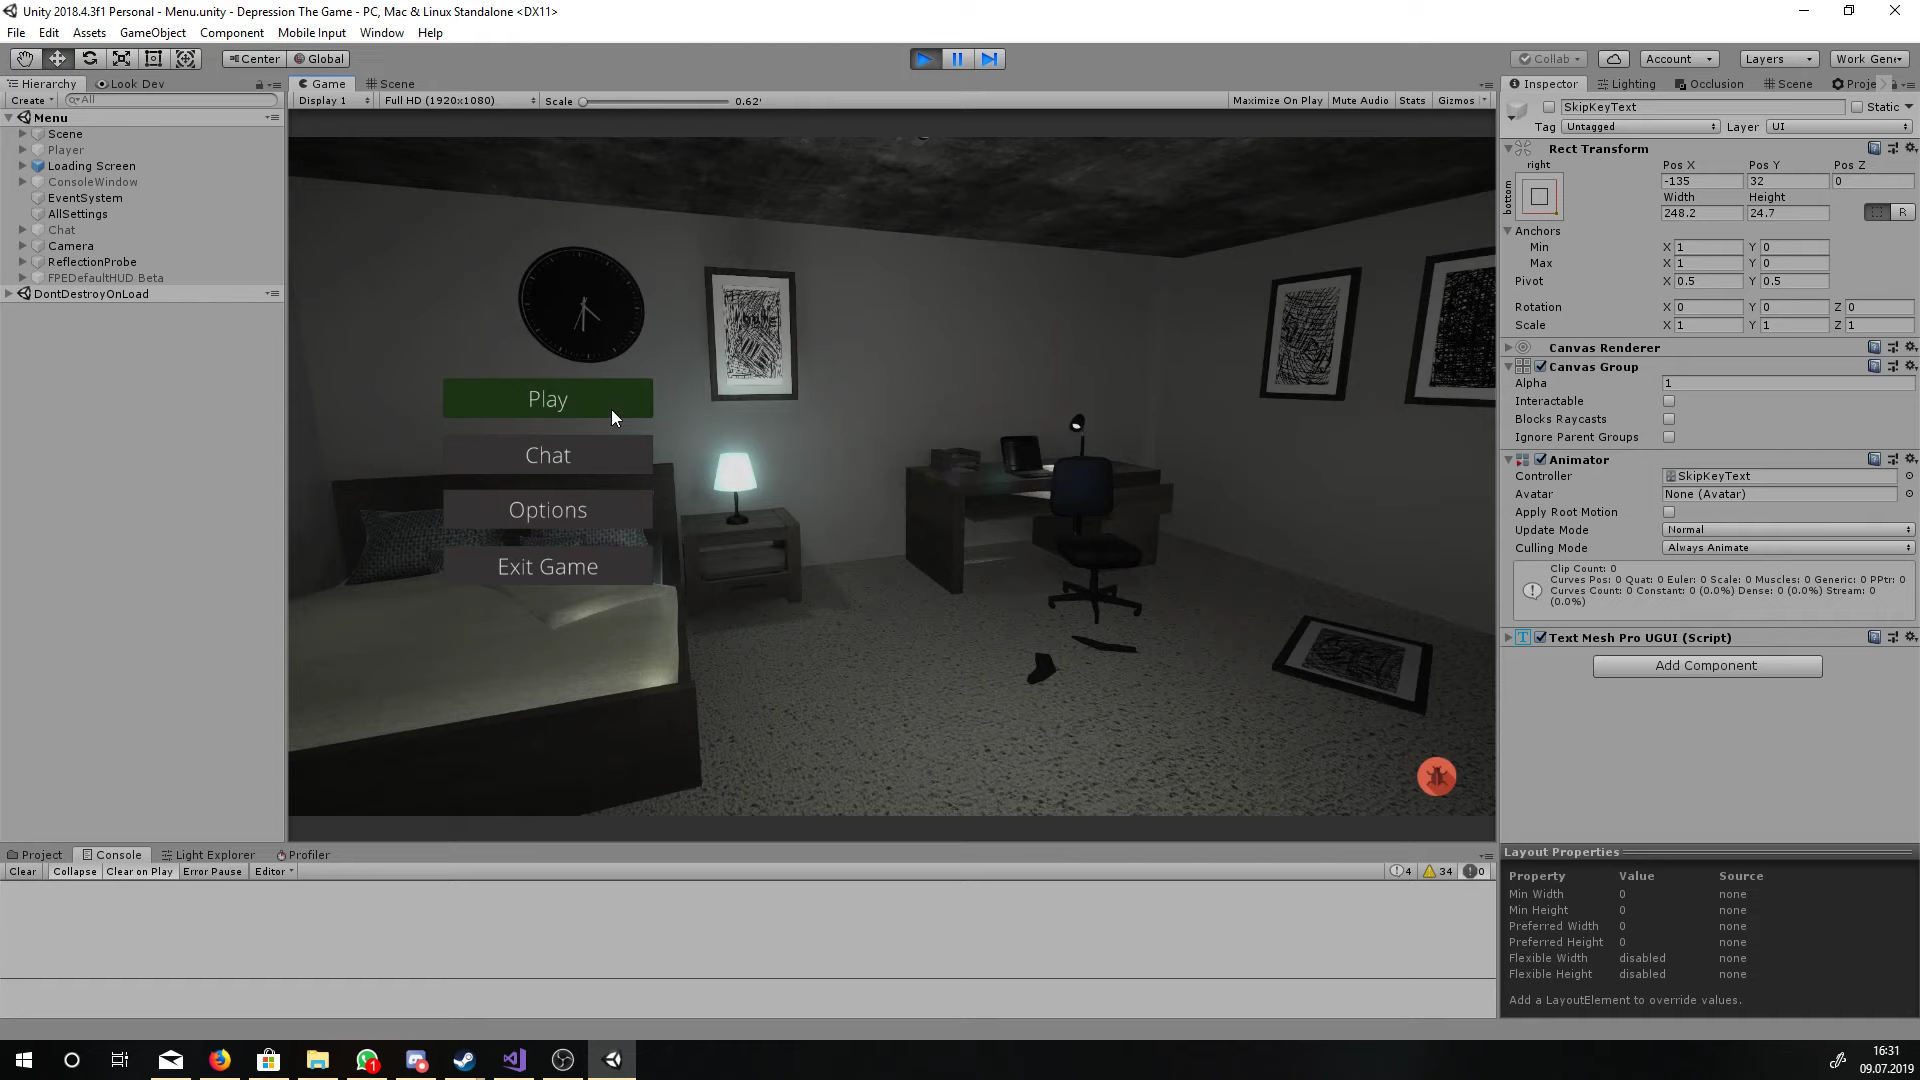 Unity 2018.4.3f1 Personal - Menu.unity - Depression The Game - PC, Mac & Linux Standalone <DX11>
File Edit Assets GameObject Component Mobile Input Window Help
Center Global Collab Account Layers Work Gene
Hierarchy Look Dev Game Scene Inspector Lighting Occlusion Scene Proje
Create All Display 1 Full HD (1920x1080) Scale 0.62' Maximize On Play Mute Audio Stats Gizmos
Menu
Scene
Player
Loading Screen
ConsoleWindow
EventSystem
AllSettings
Chat
Camera
ReflectionProbe
FPEDefaultHUD Beta
DontDestroyOnLoad
Play
Chat
Options
Exit Game
SkipKeyText Static
Tag Untagged Layer UI
Rect Transform
right Pos X Pos Y Pos Z
bottom -135 32 0
Width Height
248.2 24.7 R
Anchors
Min X 1 Y 0
Max X 1 Y 0
Pivot X 0.5 Y 0.5
Rotation X 0 Y 0 Z 0
Scale X 1 Y 1 Z 1
Canvas Renderer
Canvas Group
Alpha 1
Interactable
Blocks Raycasts
Ignore Parent Groups
Animator
Controller SkipKeyText
Avatar None (Avatar)
Apply Root Motion
Update Mode Normal
Culling Mode Always Animate
Clip Count: 0
Curves Pos: 0 Quat: 0 Euler: 0 Scale: 0 Muscles: 0 Generic: 0 PPtr: 0
Curves Count: 0 Constant: 0 (0.0%) Dense: 0 (0.0%) Stream: 0
(0.0%)
T Text Mesh Pro UGUI (Script)
Add Component
Project Console Light Explorer Profiler
Clear Collapse Clear on Play Error Pause Editor 4 34 0
Layout Properties
Property Value Source
Min Width 0 none
Min Height 0 none
Preferred Width 0 none
Preferred Height 0 none
Flexible Width disabled none
Flexible Height disabled none
Add a LayoutElement to override values.
1
16:31
09.07.2019